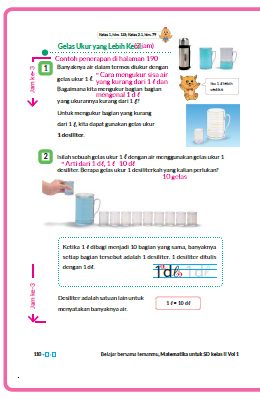 Kelas 1, hlm. 118; Kelas 2.1, hlm. 79
Gelas Ukur yang Lebih Kecil
(3 jam)
Contoh penerapan di halaman 190
1
Banyaknya air dalam termos diukur dengan
gelas ukur 1 ℓ.
* Cara mengukur sisa air
yang kurang dari 1 ℓ dan
Bagaimana kita mengukur bagian bagian
mengenal 1 d ℓ
yang ukurannya kurang dari 1 ℓ?
Isi 1 ℓ lebih
sedikit
Untuk mengukur bagian yang kurang
dari 1 ℓ, kita dapat gunakan gelas ukur
1 desiliter.
Jam ke-3
2
Isilah sebuah gelas ukur 1 ℓ dengan air menggunakan gelas ukur 1
* Arti dari 1 dℓ, 1 ℓ 10 dℓ
desiliter. Berapa gelas ukur 1 desiliterkah yang kalian perlukan?
10 gelas
Ketika 1 ℓ dibagi menjadi 10 bagian yang sama, banyaknya
setiap bagian tersebut adalah 1 desiliter. 1 desiliter ditulis
dengan 1 dℓ.
1dℓ 1dℓ
Jam ke-3
Desiliter adalah satuan lain untuk
menyatakan banyaknya air.
1 ℓ = 10 dℓ
110
Belajar bersama temanmu, Matematika untuk SD kelas II Vol 1